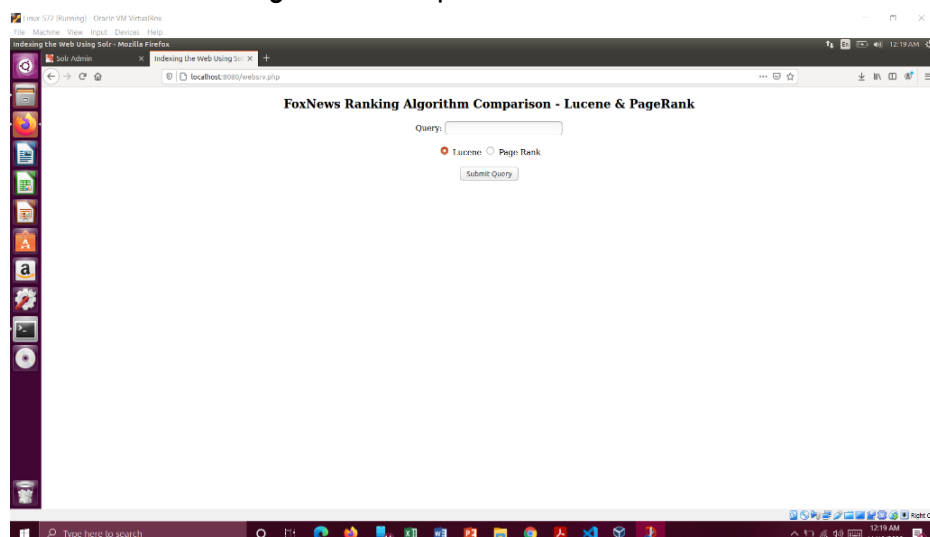 Linux 572 [Running] - Oracle VM VirtualBox
File Machine View Input Devices Help
Indexing the Web Using Solr - Mozilla Firefox
En 12:19 AM
Solr Admin × Indexing the Web Using Sol × +
localhost:8080/websrv.php
FoxNews Ranking Algorithm Comparison - Lucene & PageRank
Query:
Lucene Page Rank
Submit Query
Right C
Type here to search
12:19 AM